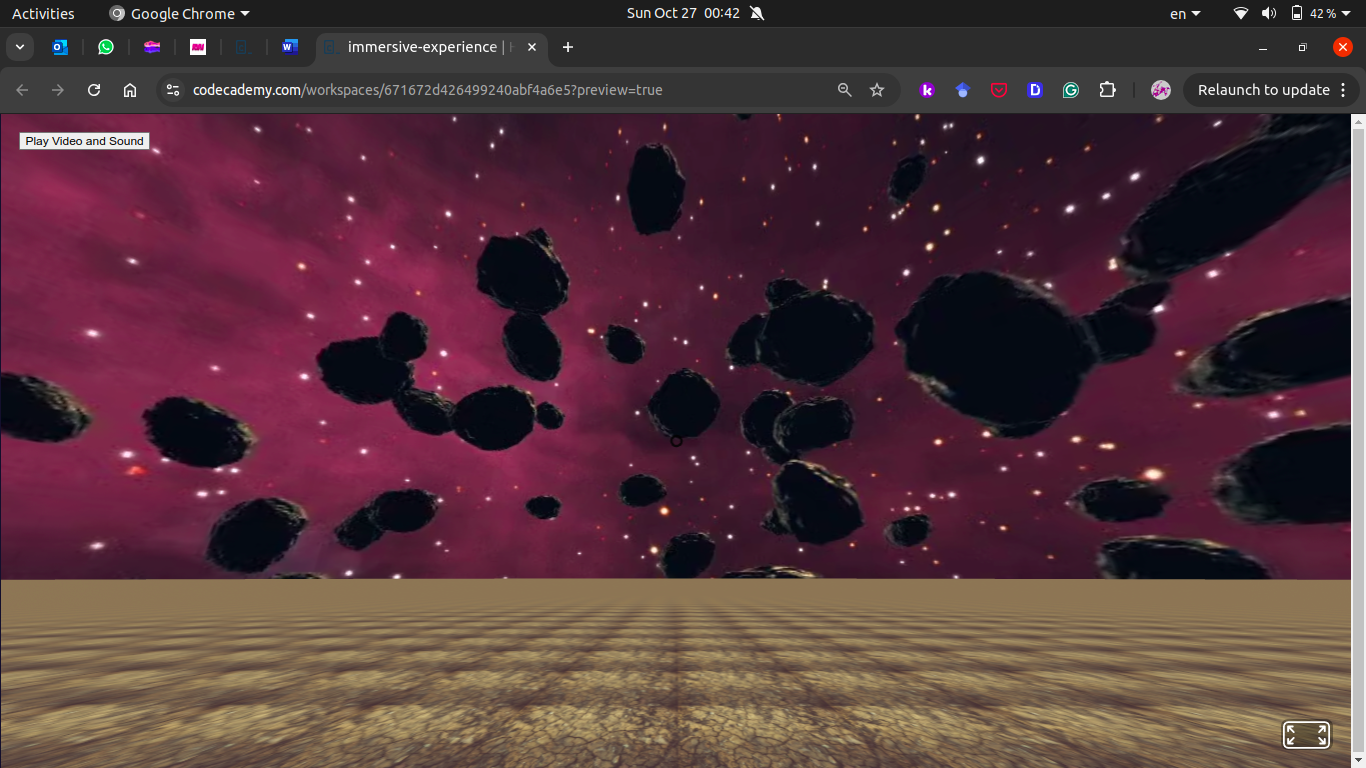 Activities Google Chrome Sun Oct 27 00:42 en 42 %
immersive-experience |
codecademy.com/workspaces/671672d426499240abf4a6e5?preview=true Relaunch to update
Play Video and Sound